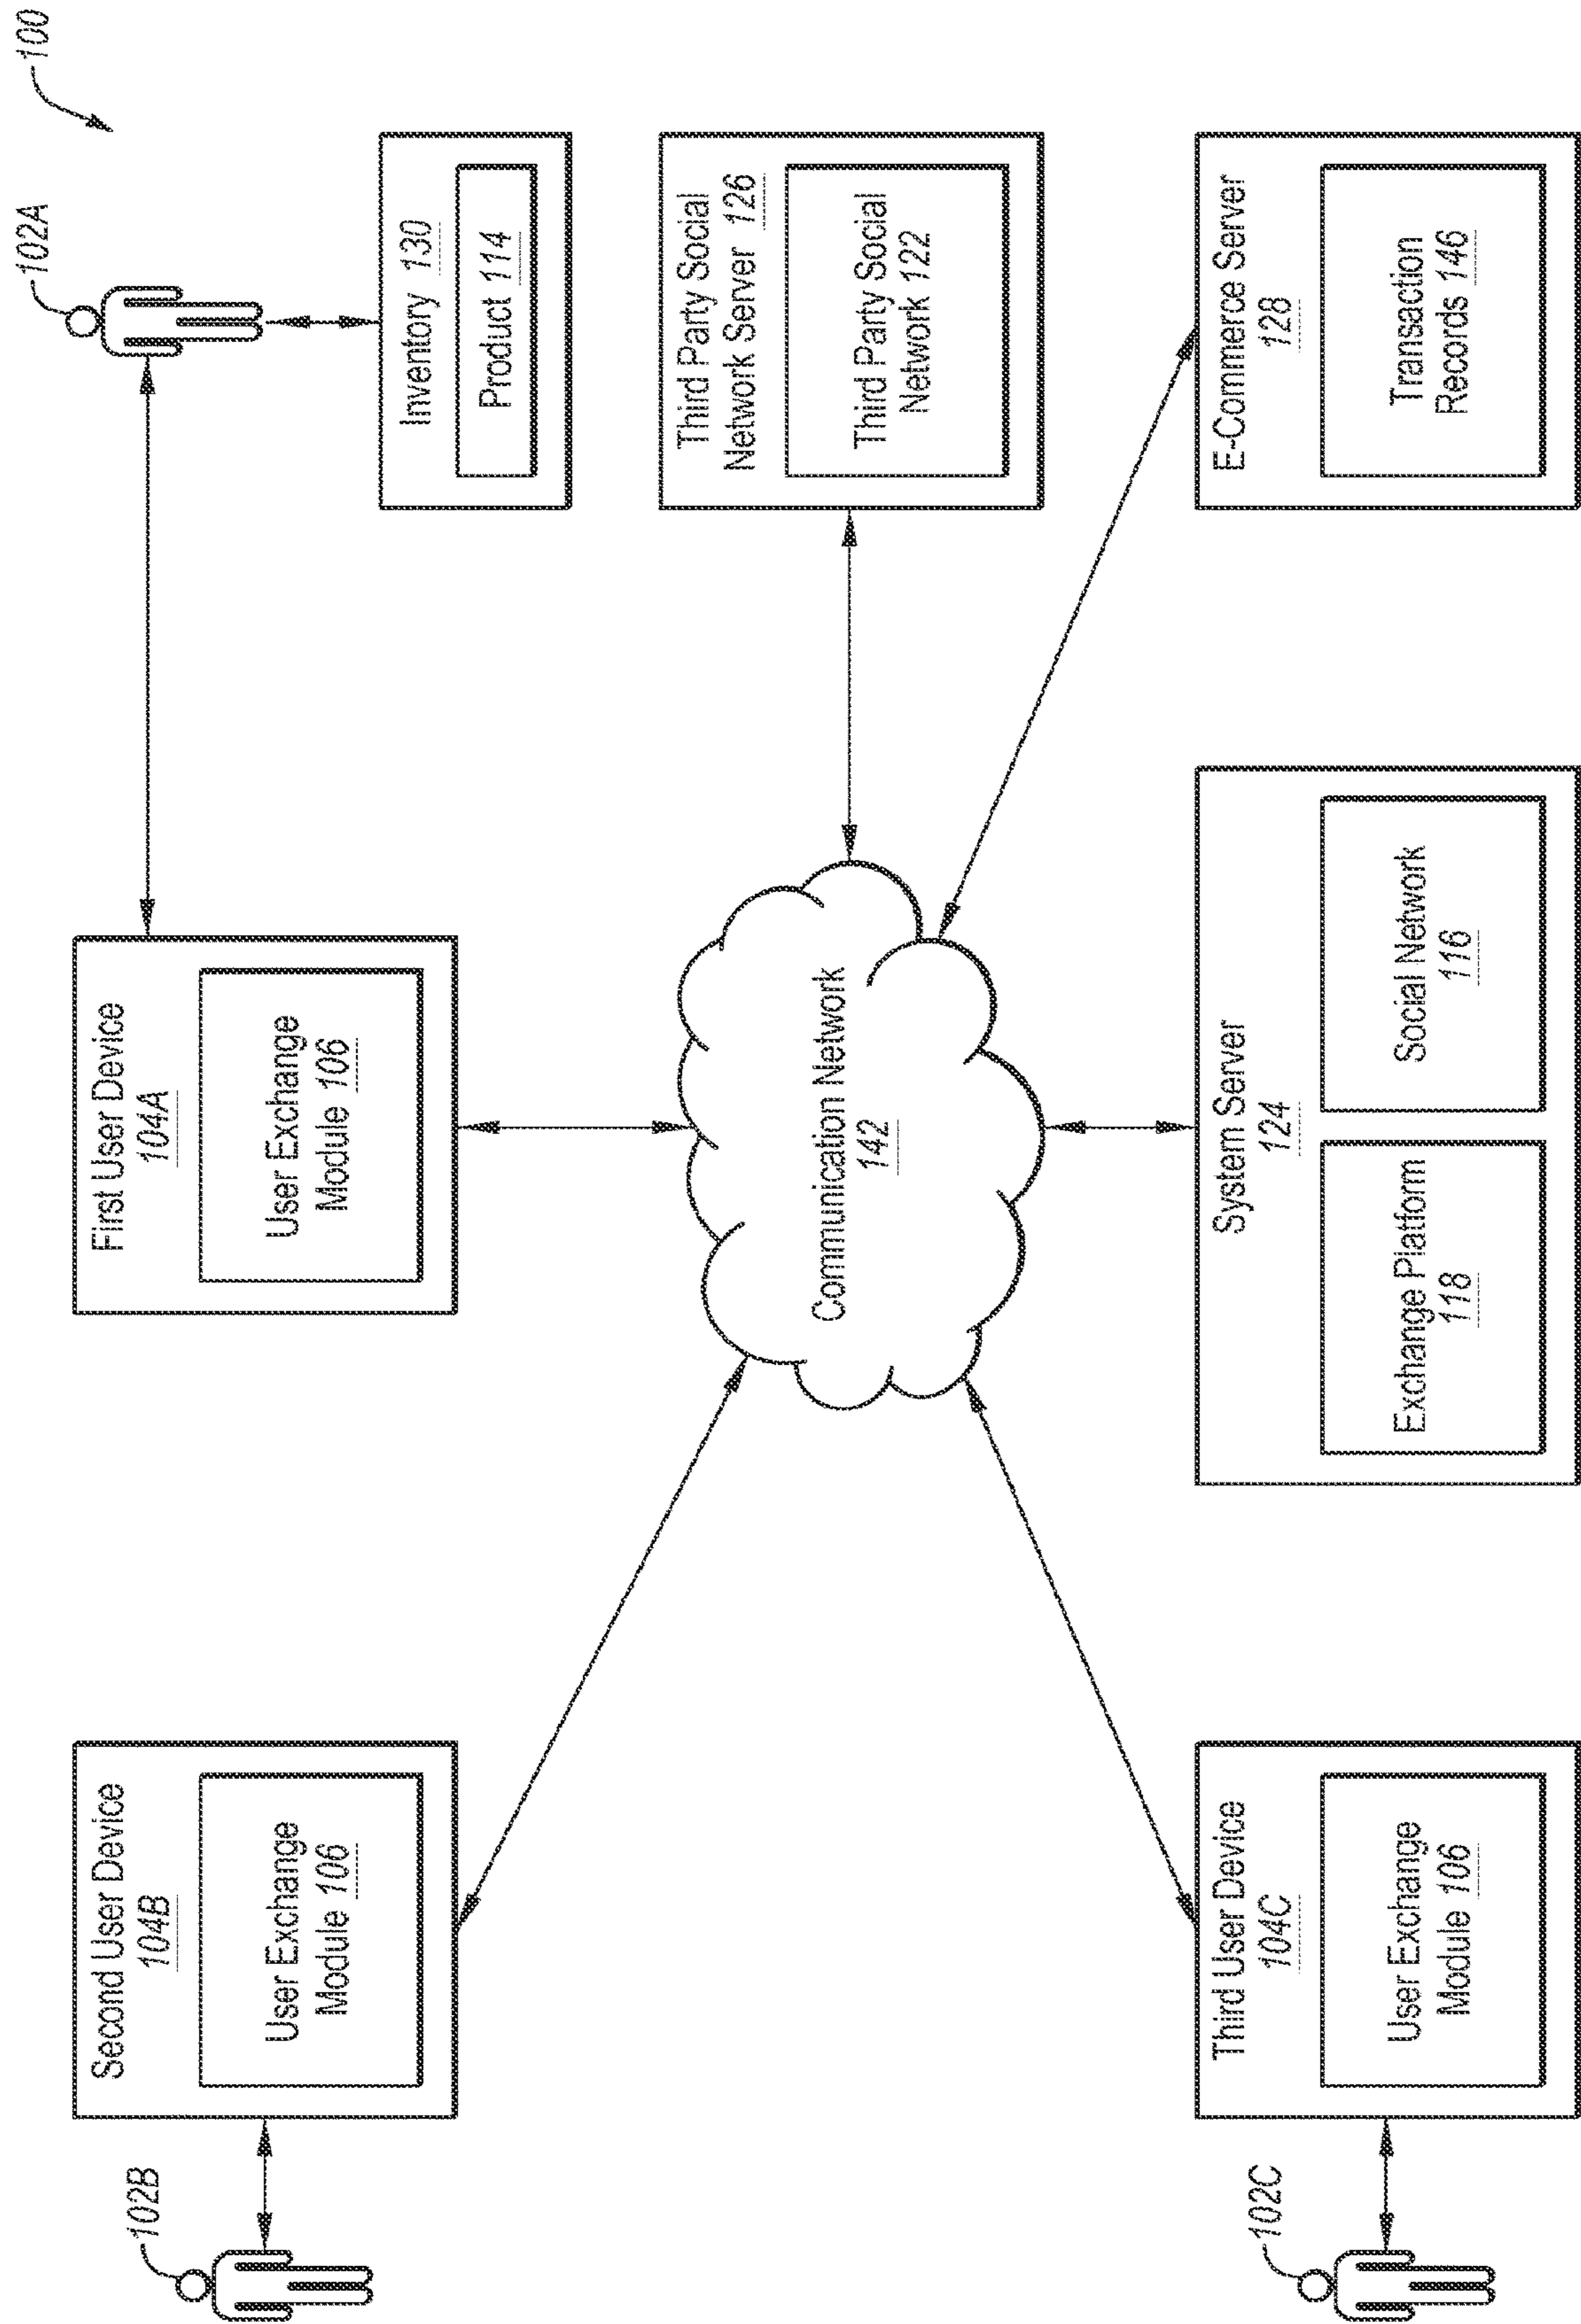 100
102B
Second User Device
104B
User Exchange
Module 106
First User Device
104A
User Exchange
Module 106
102A
Inventory 130
Product 114
Communication Network
142
Third Party Social
Network Server 126
Third Party Social
Network 122
102C
Third User Device
104C
User Exchange
Module 106
System Server
124
Exchange Platform
118
Social Network
116
E-Commerce Server
128
Transaction
Records 146